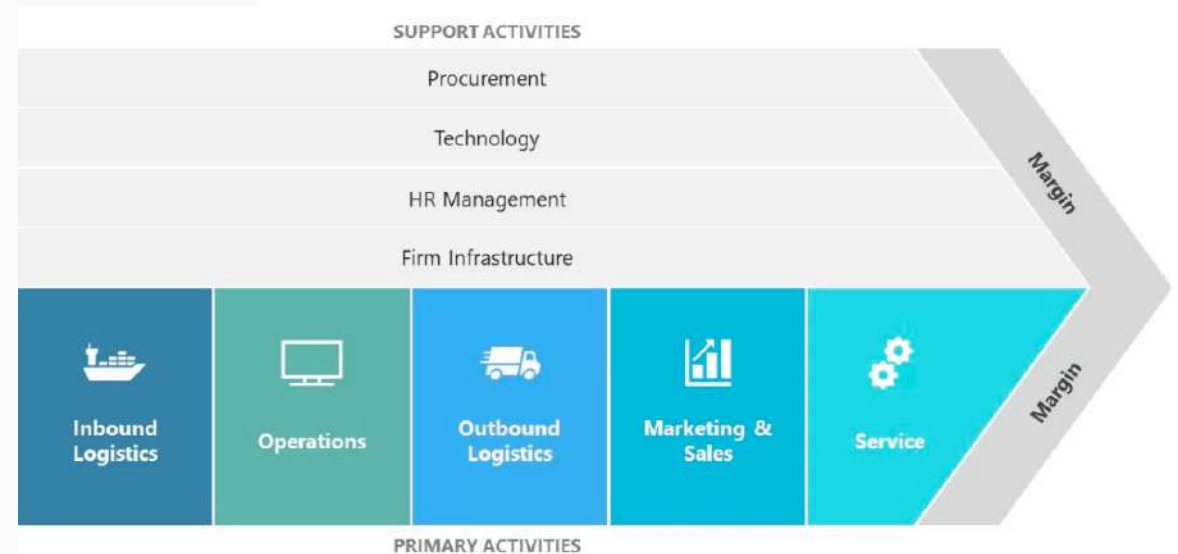 SUPPORT ACTIVITIES
Procurement
Technology
HR Management
Firm Infrastructure
Margin
Inbound
Logistics
Operations
Outbound
Logistics
Marketing &
Sales
Service
Margin
PRIMARY ACTIVITIES